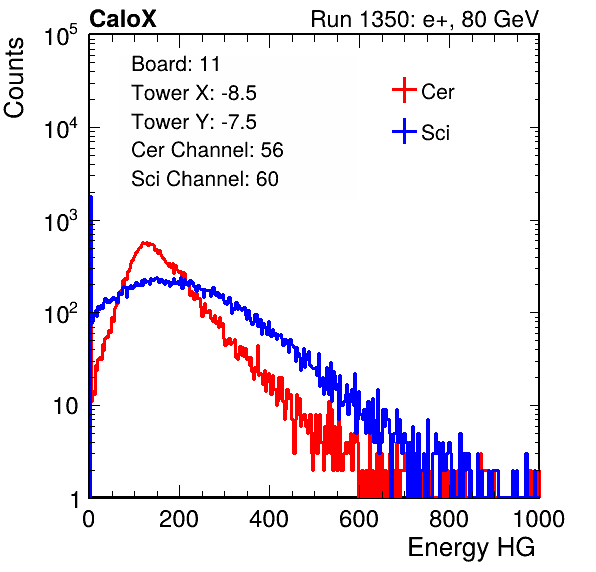 CaloX Run 1350: e+, 80 GeV
Counts
Board: 11
Tower X: -8.5
Tower Y: -7.5
Cer Channel: 56
Sci Channel: 60
Cer
Sci
10^5
10^4
10^3
10^2
10
1
0 200 400 600 800 1000
Energy HG